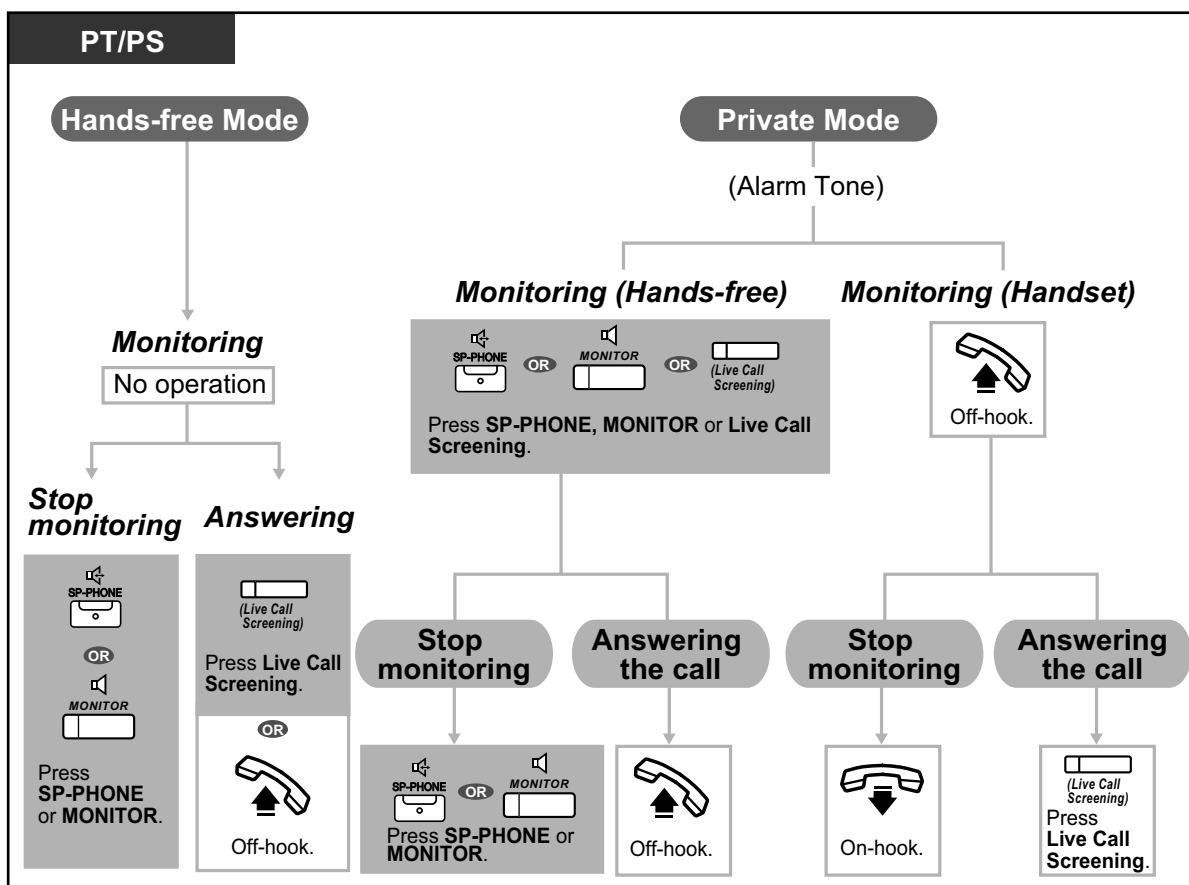 PT/PS
Hands-free Mode
Monitoring
No operation
Stop
monitoring
SP-PHONE
OR
MONITOR
Press
SP-PHONE
or MONITOR.
Answering
(Live Call
Screening)
Press Live Call
Screening.
OR
Off-hook.
Private Mode
(Alarm Tone)
Monitoring (Hands-free)
SP-PHONE OR MONITOR OR (Live Call
Screening)
Press SP-PHONE, MONITOR or Live Call
Screening.
Stop
monitoring
SP-PHONE OR MONITOR
Press SP-PHONE or
MONITOR.
Answering
the call
Off-hook.
Monitoring (Handset)
Off-hook.
Stop
monitoring
On-hook.
Answering
the call
(Live Call
Screening)
Press
Live Call
Screening.